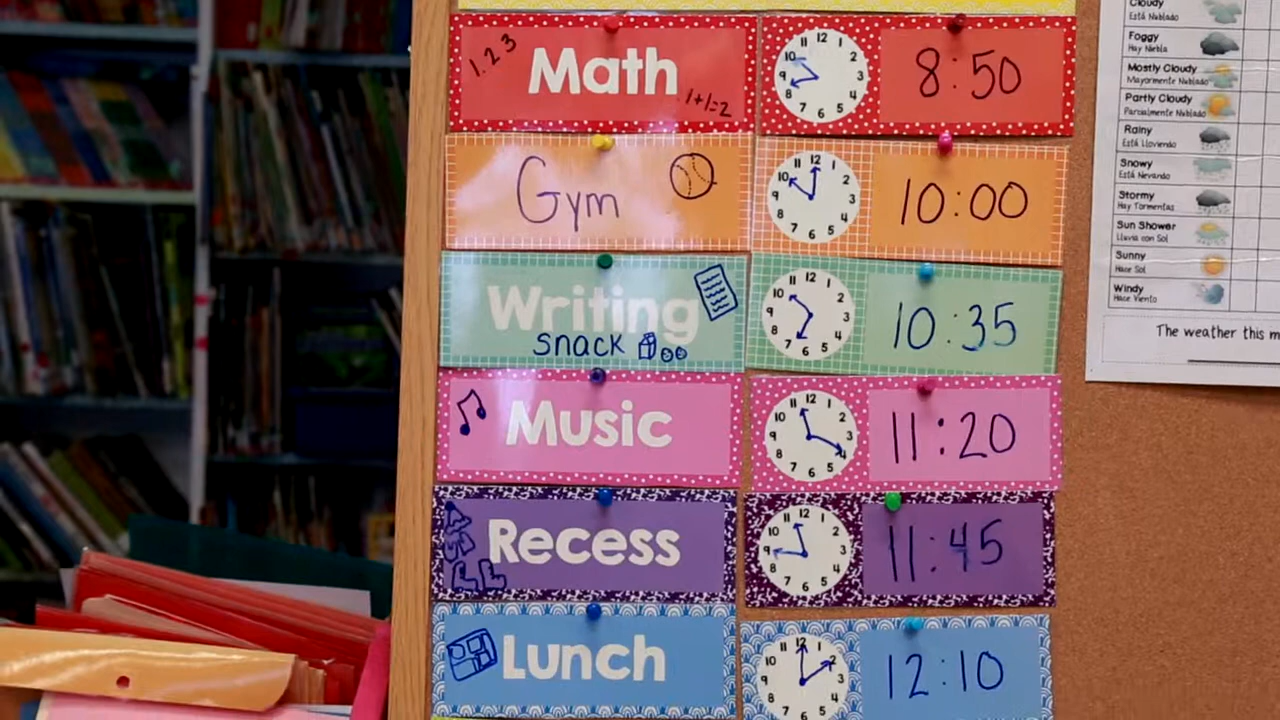 1.2.3
Math
1+1=2
8:50
Gym
10:00
Writing
snack
10:35
Music
11:20
Recess
11:45
Lunch
12:10
Cloudy
Está Nublado
Foggy
Hay Niebla
Mostly Cloudy
Mayormente Nublado
Partly Cloudy
Parcialmente Nublado
Rainy
Está Lloviendo
Snowy
Está Nevando
Stormy
Hay Tormentas
Sun Shower
Lluvia con Sol
Sunny
Hace Sol
Windy
Hace Viento
The weather this